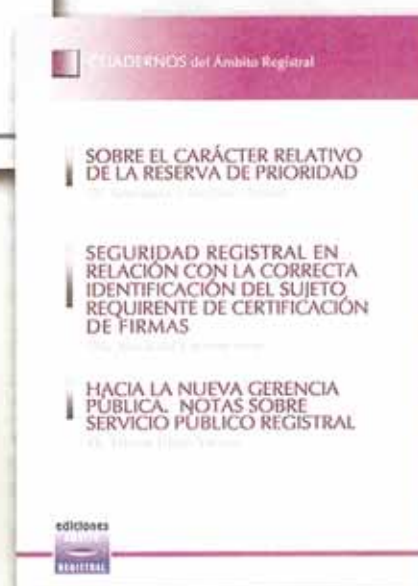 CUADERNOS del Ámbito Registral
SOBRE EL CARÁCTER RELATIVO
DE LA RESERVA DE PRIORIDAD
SEGURIDAD REGISTRAL EN
RELACIÓN CON LA CORRECTA
IDENTIFICACIÓN DEL SUJETO
REQUIRENTE DE CERTIFICACIÓN
DE FIRMAS
HACIA LA NUEVA GERENCIA
PÚBLICA. NOTAS SOBRE
SERVICIO PÚBLICO REGISTRAL
ediciones
REGISTRAL